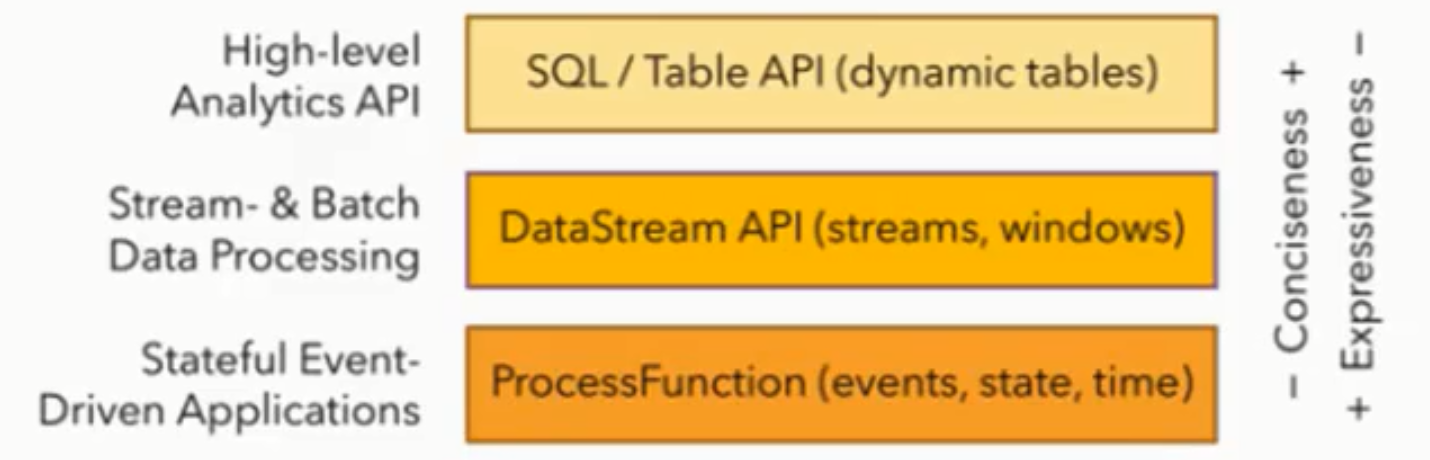 High-level
Analytics API
SQL / Table API (dynamic tables)
Stream- & Batch
Data Processing
DataStream API (streams, windows)
Stateful Event-
Driven Applications
ProcessFunction (events, state, time)
– Conciseness +
+ Expressiveness –